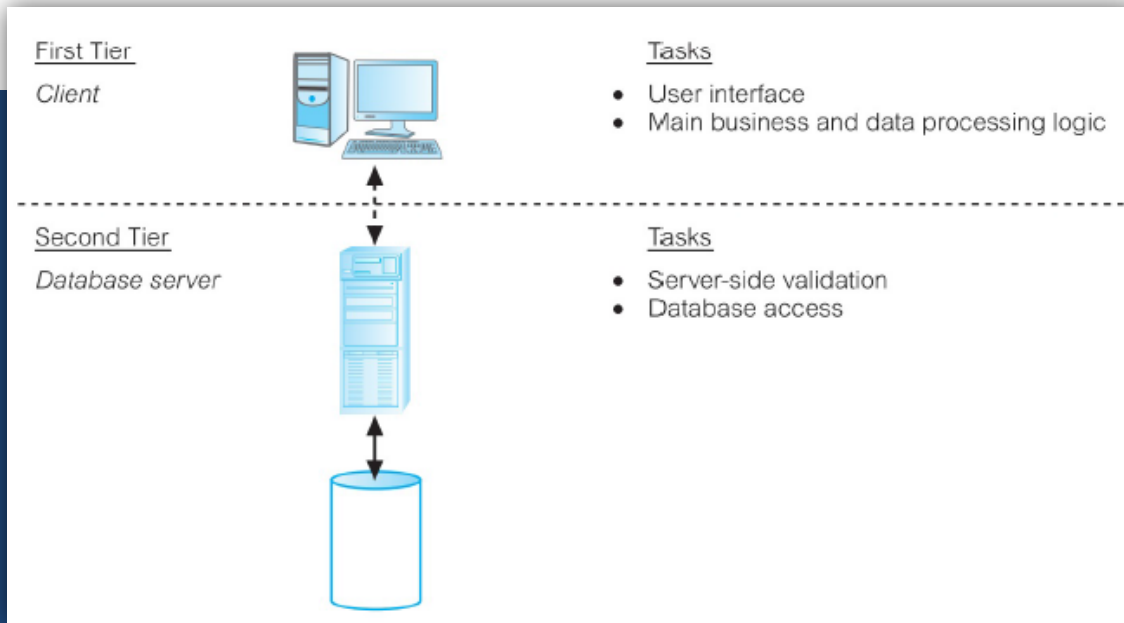 First Tier
Client
Tasks
• User interface
• Main business and data processing logic
Second Tier
Database server
Tasks
• Server-side validation
• Database access